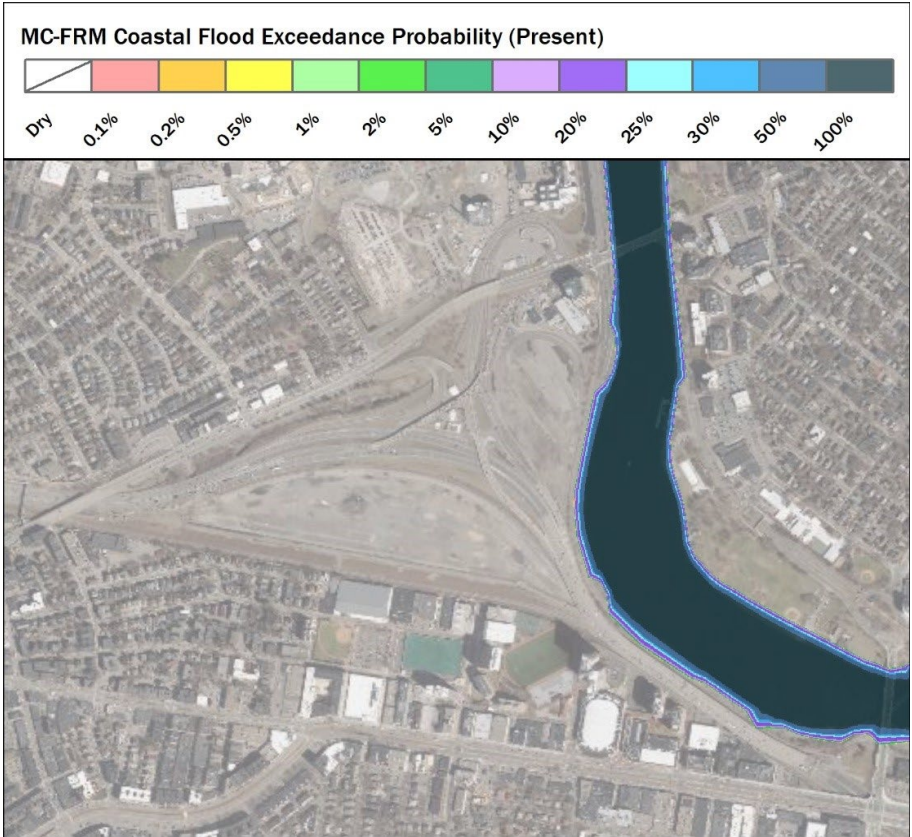 MC-FRM Coastal Flood Exceedance Probability (Present)
Dry 0.1% 0.2% 0.5% 1% 2% 5% 10% 20% 25% 30% 50% 100%